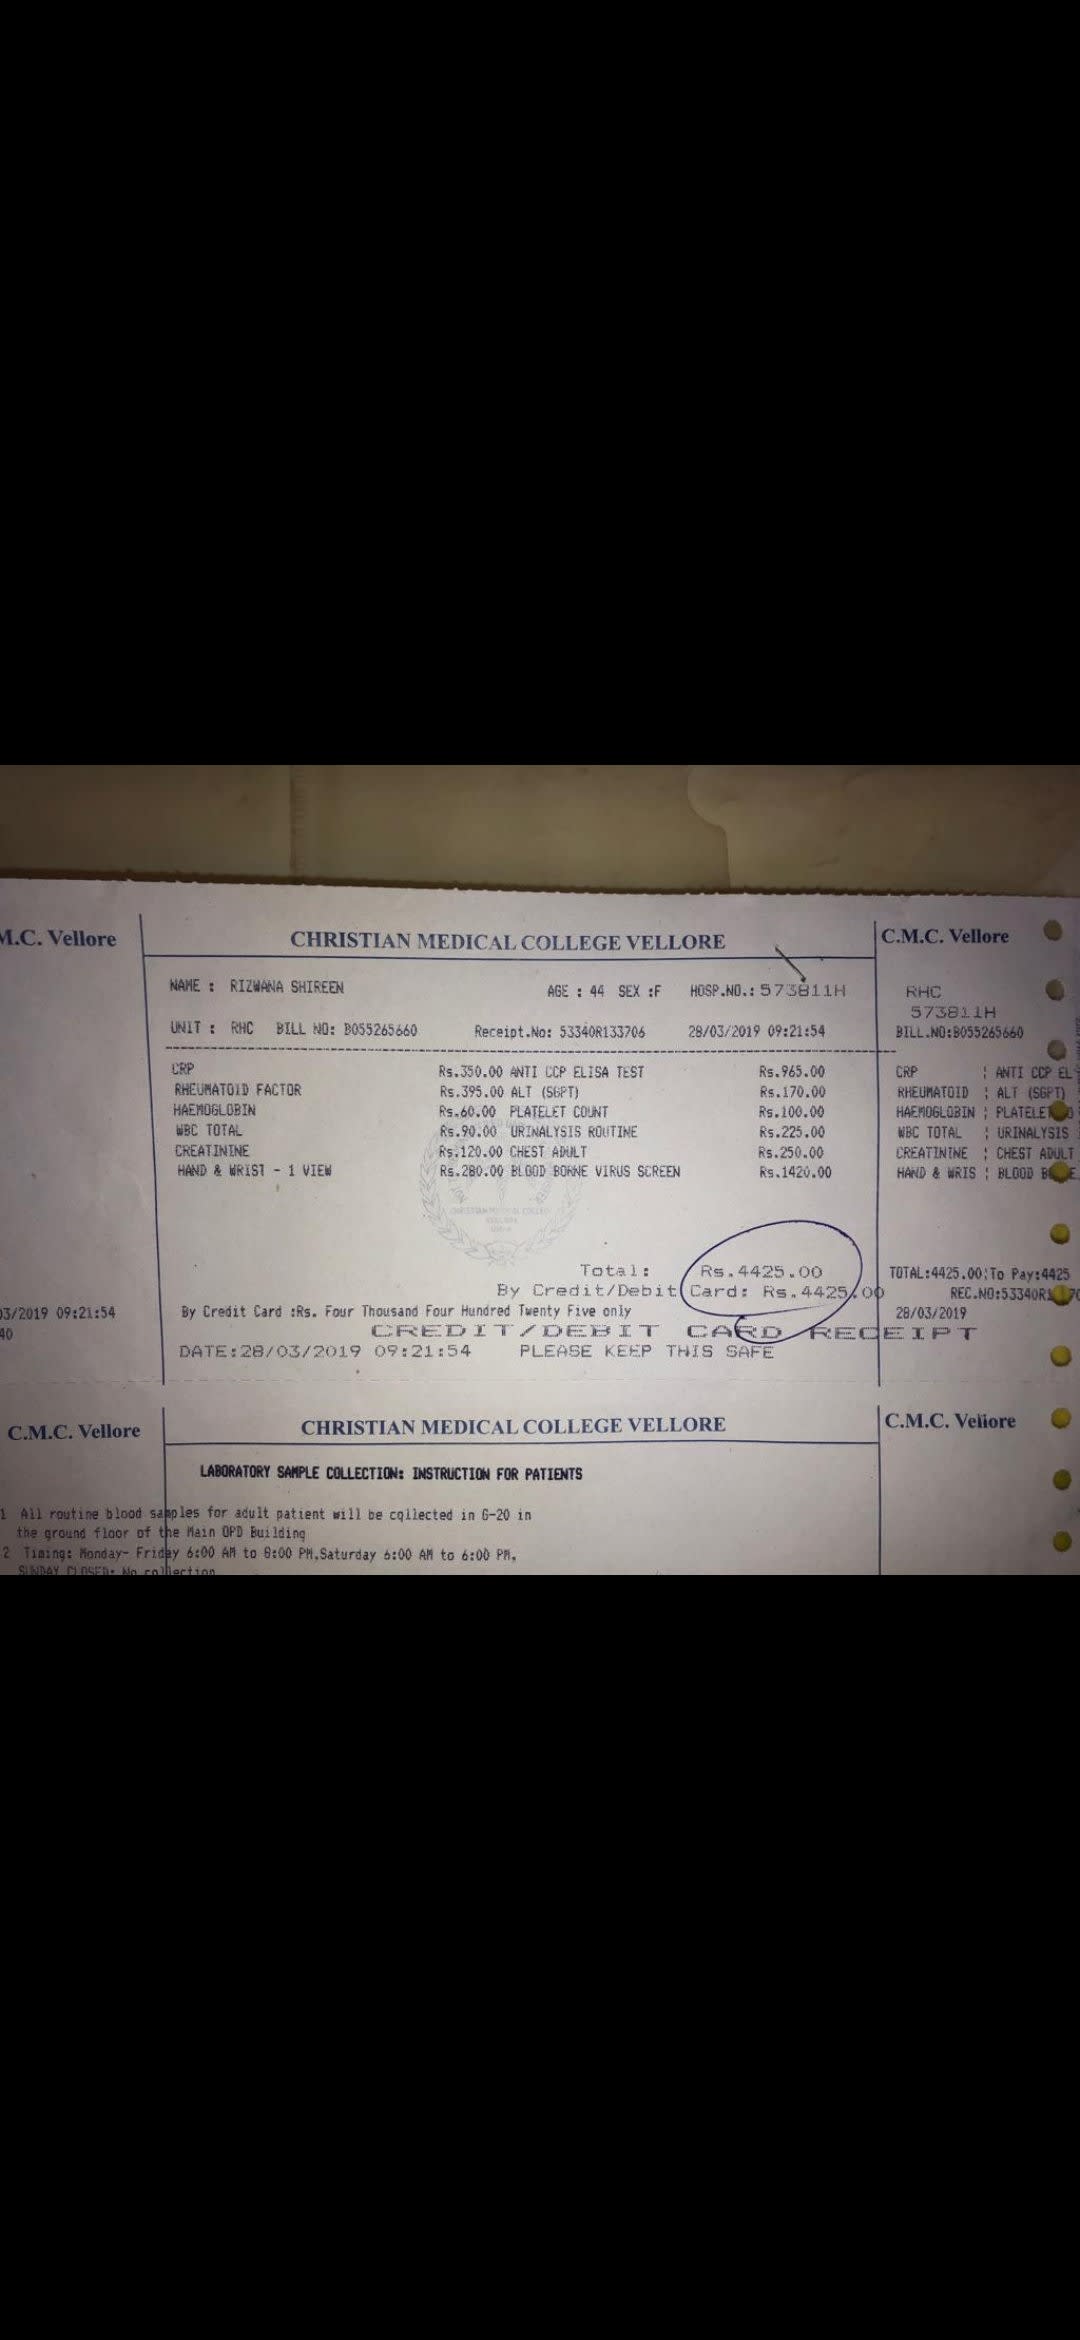 M.C. Vellore
CHRISTIAN MEDICAL COLLEGE VELLORE
C.M.C. Vellore
NAME : RIZWANA SHIREEN AGE : 44 SEX :F HOSP.NO.: 573811H
RHC
573811H
UNIT : RHC BILL NO: B055265660 Receipt.No: 53340R133706 28/03/2019 09:21:54
BILL.NO:B055265660
CRP Rs.350.00 ANTI CCP ELISA TEST Rs.965.00
RHEUMATOID FACTOR Rs.395.00 ALT (SGPT) Rs.170.00
HAEMOGLOBIN Rs.60.00 PLATELET COUNT Rs.100.00
WBC TOTAL Rs.90.00 URINALYSIS ROUTINE Rs.225.00
CREATININE Rs.120.00 CHEST ADULT Rs.250.00
HAND & WRIST - 1 VIEW Rs.280.00 BLOOD BORNE VIRUS SCREEN Rs.1420.00
CRP ¦ ANTI CCP EL
RHEUMATOID ¦ ALT (SGPT)
HAEMOGLOBIN ¦ PLATELET
WBC TOTAL ¦ URINALYSIS
CREATININE ¦ CHEST ADULT
HAND & WRIS ¦ BLOOD B
Total: Rs.4425.00
By Credit/Debit Card: Rs.4425.00
TOTAL:4425.00¦To Pay:4425
REC.NO:53340R1
03/2019 09:21:54
40
By Credit Card :Rs. Four Thousand Four Hundred Twenty Five only
28/03/2019
CREDIT/DEBIT CARD RECEIPT
DATE:28/03/2019 09:21:54 PLEASE KEEP THIS SAFE
C.M.C. Vellore
CHRISTIAN MEDICAL COLLEGE VELLORE
C.M.C. Vellore
LABORATORY SAMPLE COLLECTION: INSTRUCTION FOR PATIENTS
1 All routine blood samples for adult patient will be collected in G-20 in
the ground floor of the Main OPD Building
2 Timing: Monday- Friday 6:00 AM to 8:00 PM,Saturday 6:00 AM to 6:00 PM,
SUNDAY CLOSED: No collection